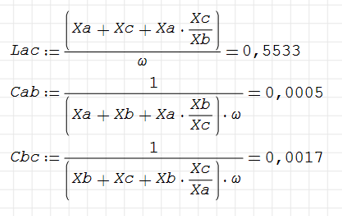 Lac := (Xa + Xc + Xa · Xc/Xb) / ω = 0,5533
Cab := 1 / ((Xa + Xb + Xa · Xb/Xc) · ω) = 0,0005
Cbc := 1 / ((Xb + Xc + Xb · Xc/Xa) · ω) = 0,0017